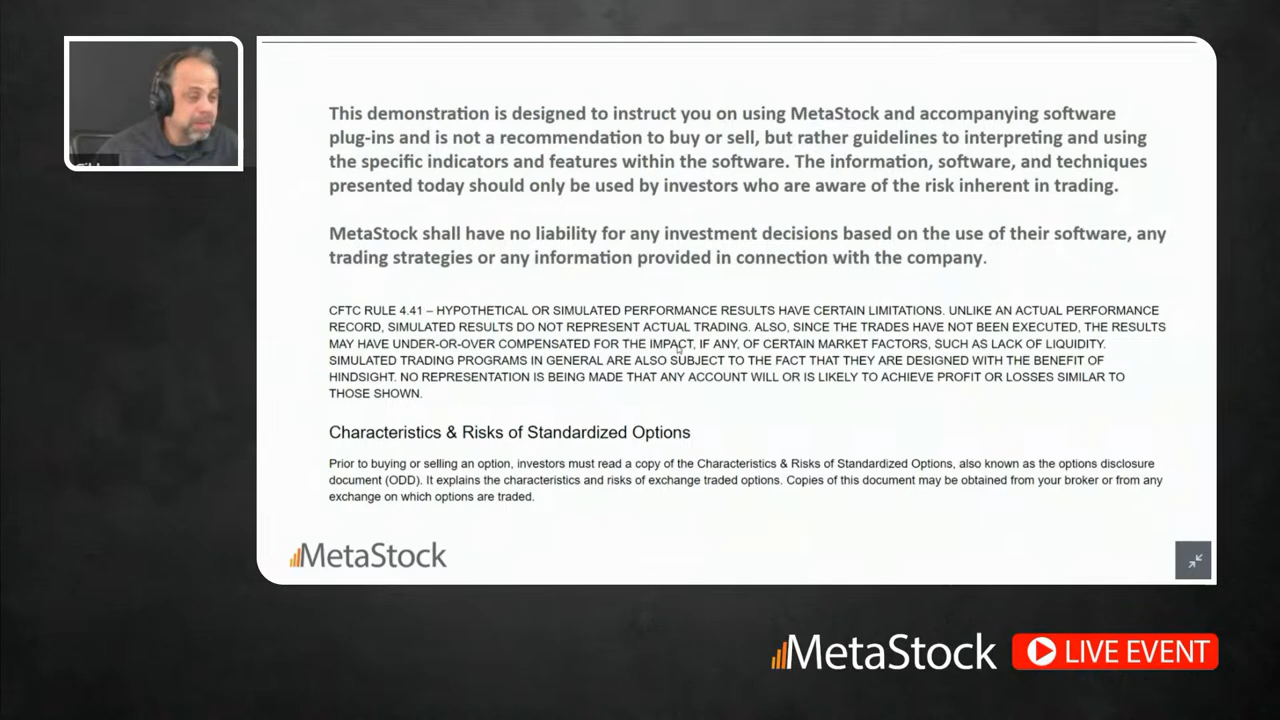 This demonstration is designed to instruct you on using MetaStock and accompanying software
plug-ins and is not a recommendation to buy or sell, but rather guidelines to interpreting and using
the specific indicators and features within the software. The information, software, and techniques
presented today should only be used by investors who are aware of the risk inherent in trading.
MetaStock shall have no liability for any investment decisions based on the use of their software, any
trading strategies or any information provided in connection with the company.
CFTC RULE 4.41 – HYPOTHETICAL OR SIMULATED PERFORMANCE RESULTS HAVE CERTAIN LIMITATIONS. UNLIKE AN ACTUAL PERFORMANCE
RECORD, SIMULATED RESULTS DO NOT REPRESENT ACTUAL TRADING. ALSO, SINCE THE TRADES HAVE NOT BEEN EXECUTED, THE RESULTS
MAY HAVE UNDER-OR-OVER COMPENSATED FOR THE IMPACT, IF ANY, OF CERTAIN MARKET FACTORS, SUCH AS LACK OF LIQUIDITY.
SIMULATED TRADING PROGRAMS IN GENERAL ARE ALSO SUBJECT TO THE FACT THAT THEY ARE DESIGNED WITH THE BENEFIT OF
HINDSIGHT. NO REPRESENTATION IS BEING MADE THAT ANY ACCOUNT WILL OR IS LIKELY TO ACHIEVE PROFIT OR LOSSES SIMILAR TO
THOSE SHOWN.
Characteristics & Risks of Standardized Options
Prior to buying or selling an option, investors must read a copy of the Characteristics & Risks of Standardized Options, also known as the options disclosure
document (ODD). It explains the characteristics and risks of exchange traded options. Copies of this document may be obtained from your broker or from any
exchange on which options are traded.
MetaStock
MetaStock LIVE EVENT